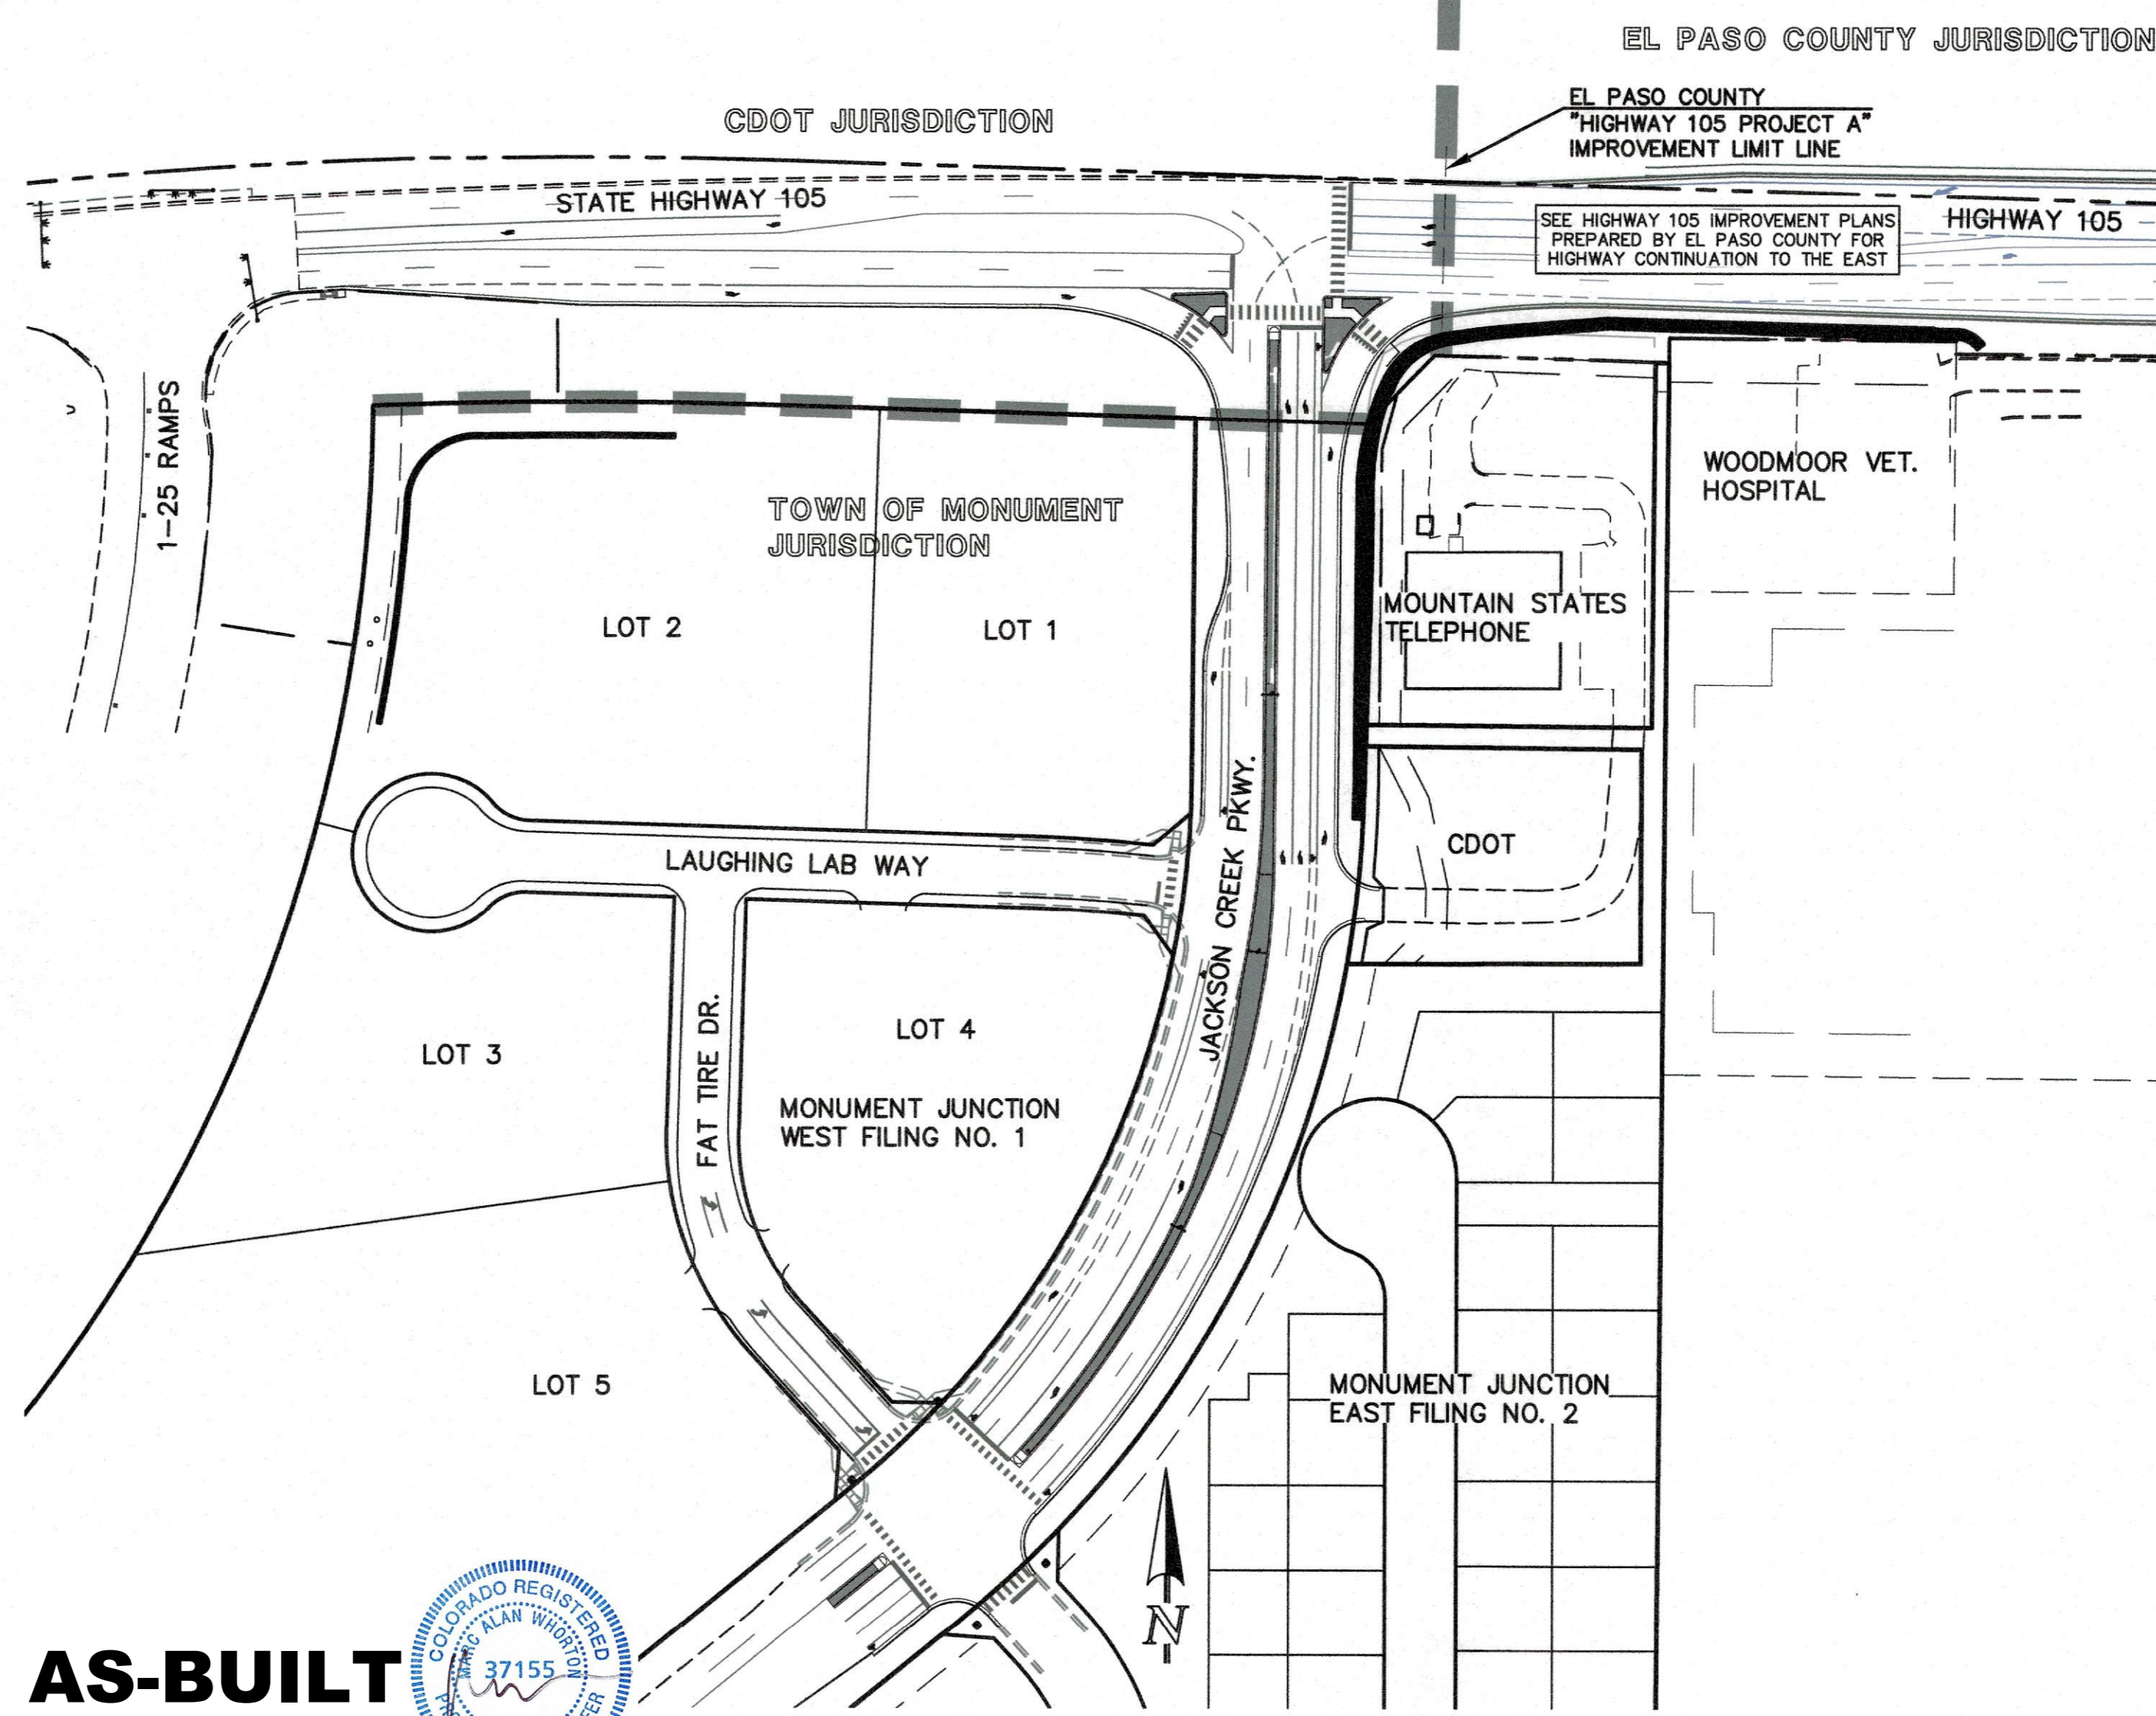 EL PASO COUNTY JURISDICTION
CDOT JURISDICTION
EL PASO COUNTY
"HIGHWAY 105 PROJECT A"
IMPROVEMENT LIMIT LINE
STATE HIGHWAY 105
SEE HIGHWAY 105 IMPROVEMENT PLANS
PREPARED BY EL PASO COUNTY FOR
HIGHWAY CONTINUATION TO THE EAST
HIGHWAY 105
1-25 RAMPS
TOWN OF MONUMENT
JURISDICTION
WOODMOOR VET.
HOSPITAL
LOT 2
LOT 1
MOUNTAIN STATES
TELEPHONE
JACKSON CREEK PKWY.
CDOT
LAUGHING LAB WAY
FAT TIRE DR.
LOT 3
LOT 4
MONUMENT JUNCTION
WEST FILING NO. 1
LOT 5
MONUMENT JUNCTION
EAST FILING NO. 2
N
AS-BUILT
COLORADO REGISTERED
MARC ALAN WHORTON
37155